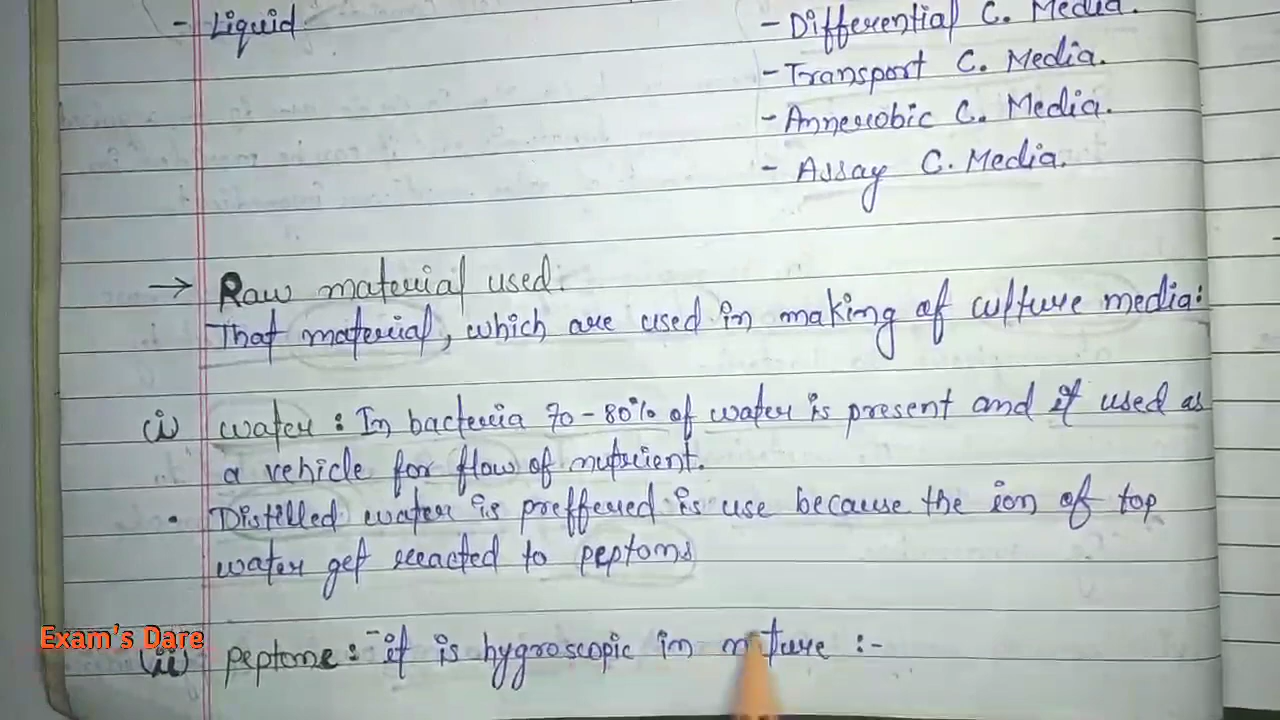 - Liquid
- Differential C. Media.
- Transport C. Media.
- Annerobic C. Media.
- Assay C. Media.
→ Raw material used:
That material, which are used in making of culture media:
(i) water : In bacteria 70-80% of water is present and it used as
a vehicle for flow of nutrient.
• Distilled water is preffered is use because the ion of top
water get reacted to peptoms
Exam's Dare
(ii) peptone :- it is hygroscopic in nature :-